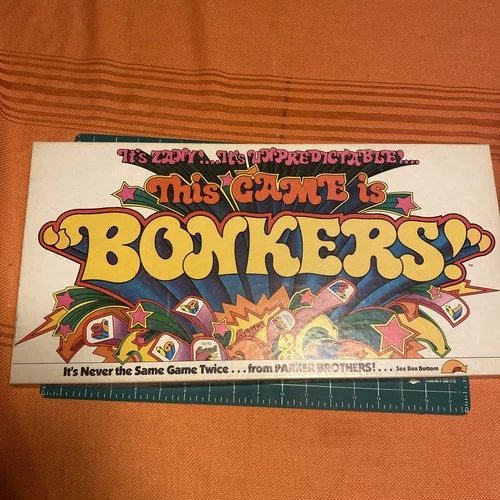 It's ZANY!...It's UNPREDICTABLE!...
This GAME is
"BONKERS!"
TM
It's Never the Same Game Twice...from PARKER BROTHERS!... See Box Bottom